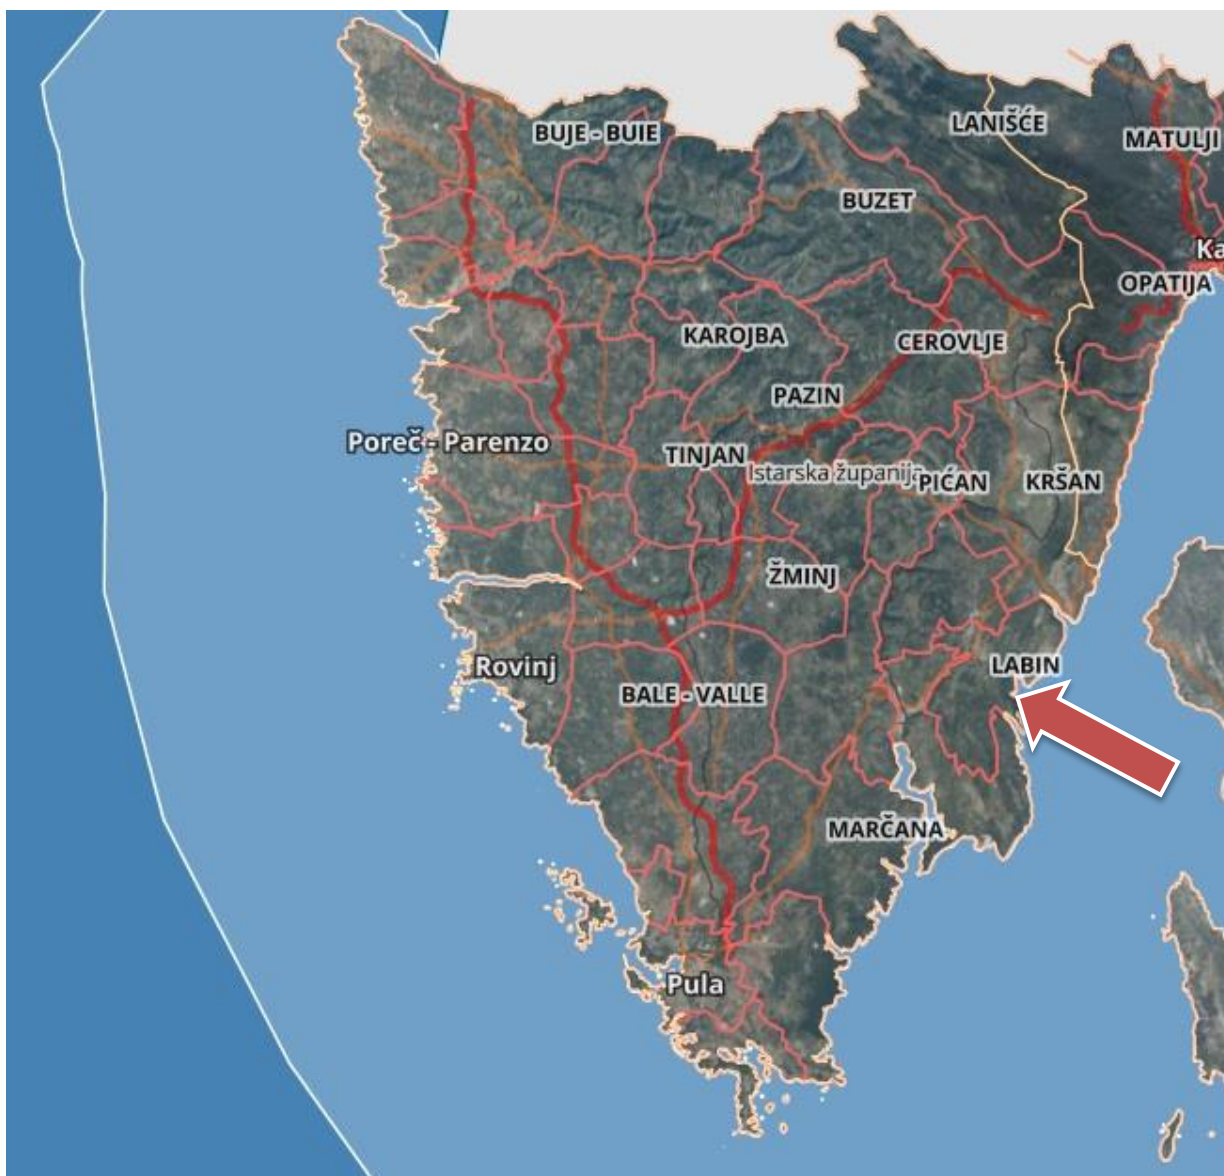 LANIŠĆE
BUJE - BUIE
MATULJI
BUZET
Ka
OPATIJA
KAROJBA
CEROVLJE
PAZIN
Poreč - Parenzo
TINJAN
Istarska županija
PIĆAN
KRŠAN
ŽMINJ
Rovinj
LABIN
BALE - VALLE
MARČANA
Pula